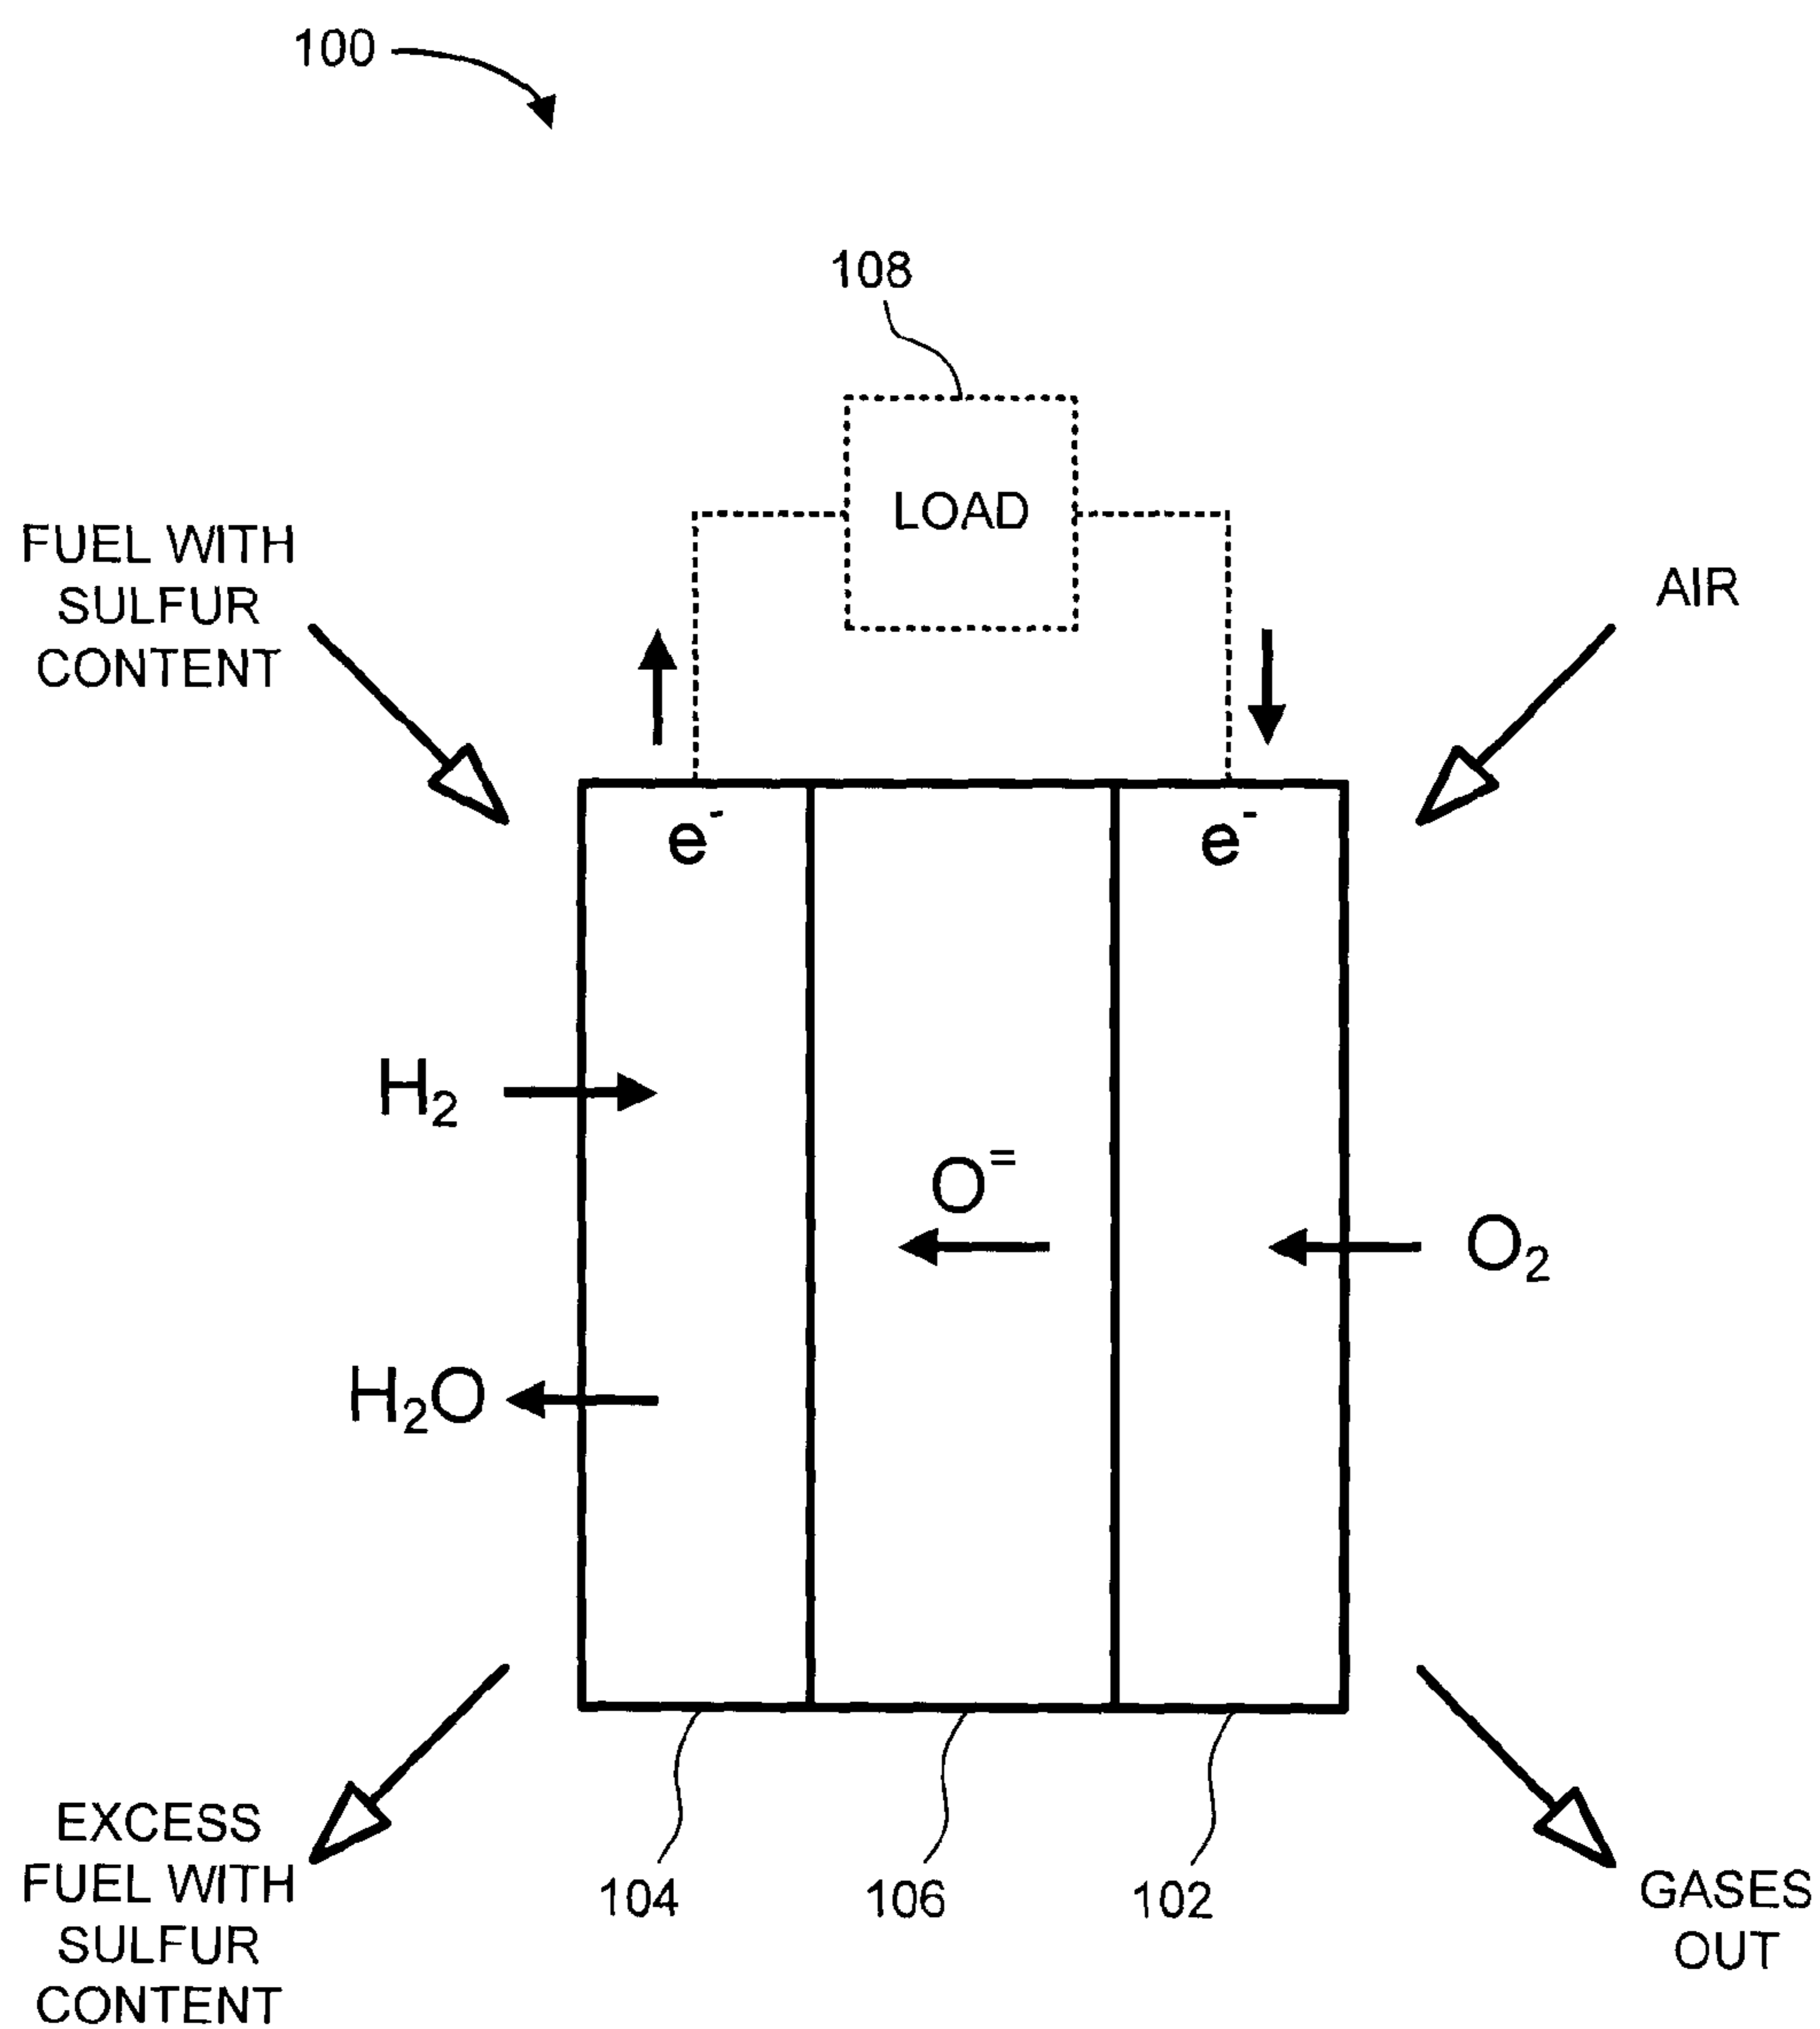 100
108
LOAD
FUEL WITH
SULFUR
CONTENT
AIR
e⁻
e⁻
H₂
O⁼
O₂
H₂O
EXCESS
FUEL WITH
SULFUR
CONTENT
104
106
102
GASES
OUT